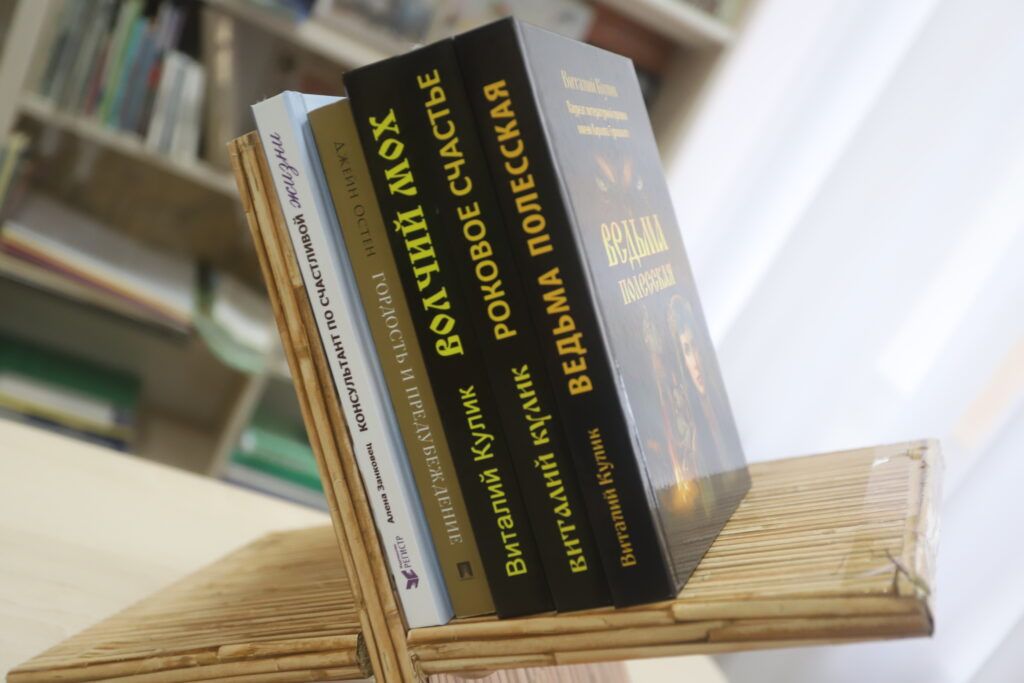 Алена Занковец КОНСУЛЬТАНТ ПО СЧАСТЛИВОЙ жизни
РЕГИСТР
ДЖЕЙН ОСТЕН ГОРДОСТЬ И ПРЕДУБЕЖДЕНИЕ
Виталий Кулик ВОЛЧИЙ МОХ
Виталий Кулик РОКОВОЕ СЧАСТЬЕ
Виталий Кулик ВЕДЬМА ПОЛЕССКАЯ
Виталий Кулик
ВЕДЬМА
ПОЛЕССКАЯ